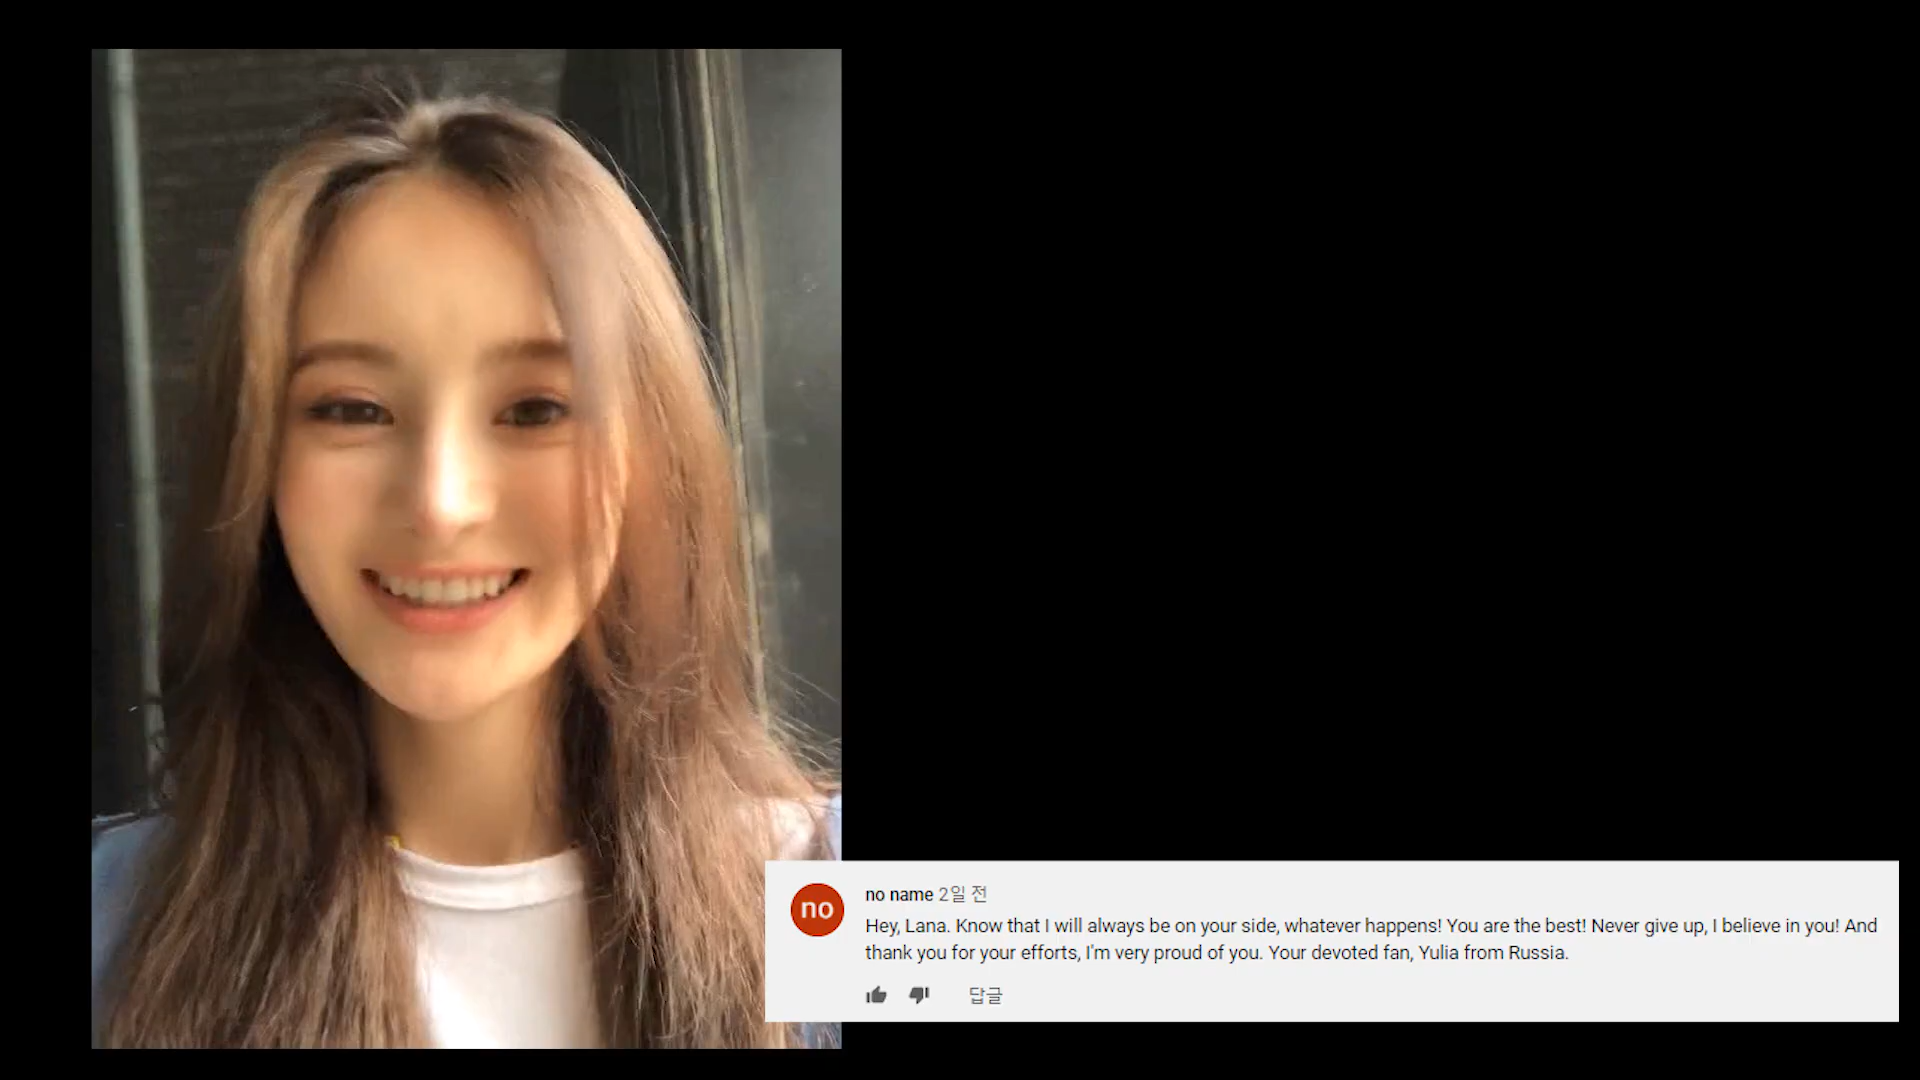 no
no name 2일 전
Hey, Lana. Know that I will always be on your side, whatever happens! You are the best! Never give up, I believe in you! And
thank you for your efforts, I'm very proud of you. Your devoted fan, Yulia from Russia.
답글